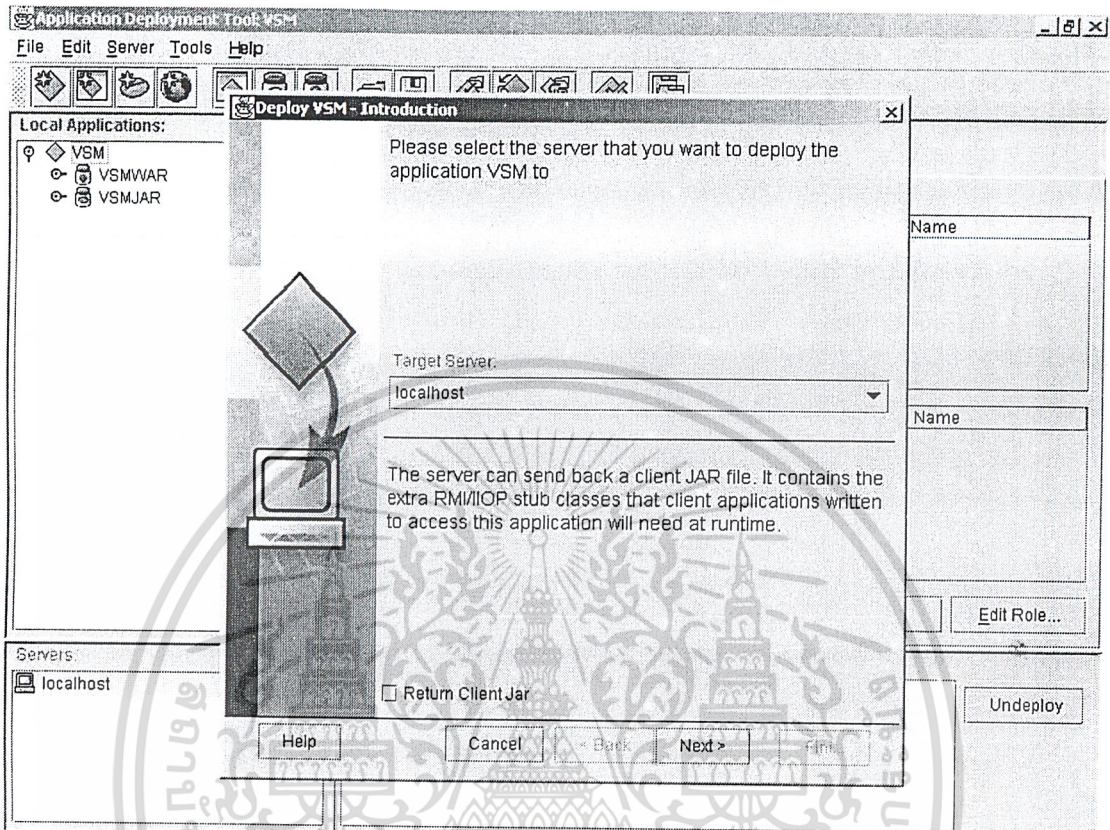 Application Deployment Tool: VSM
File Edit Server Tools Help
Deploy VSM - Introduction
Local Applications:
VSM
VSMWAR
VSMJAR
Please select the server that you want to deploy the
application VSM to
Name
Target Server:
localhost
Name
The server can send back a client JAR file. It contains the
extra RMI/IIOP stub classes that client applications written
to access this application will need at runtime.
Edit Role...
Servers:
localhost
Return Client Jar
Undeploy
Help Cancel < Back Next >